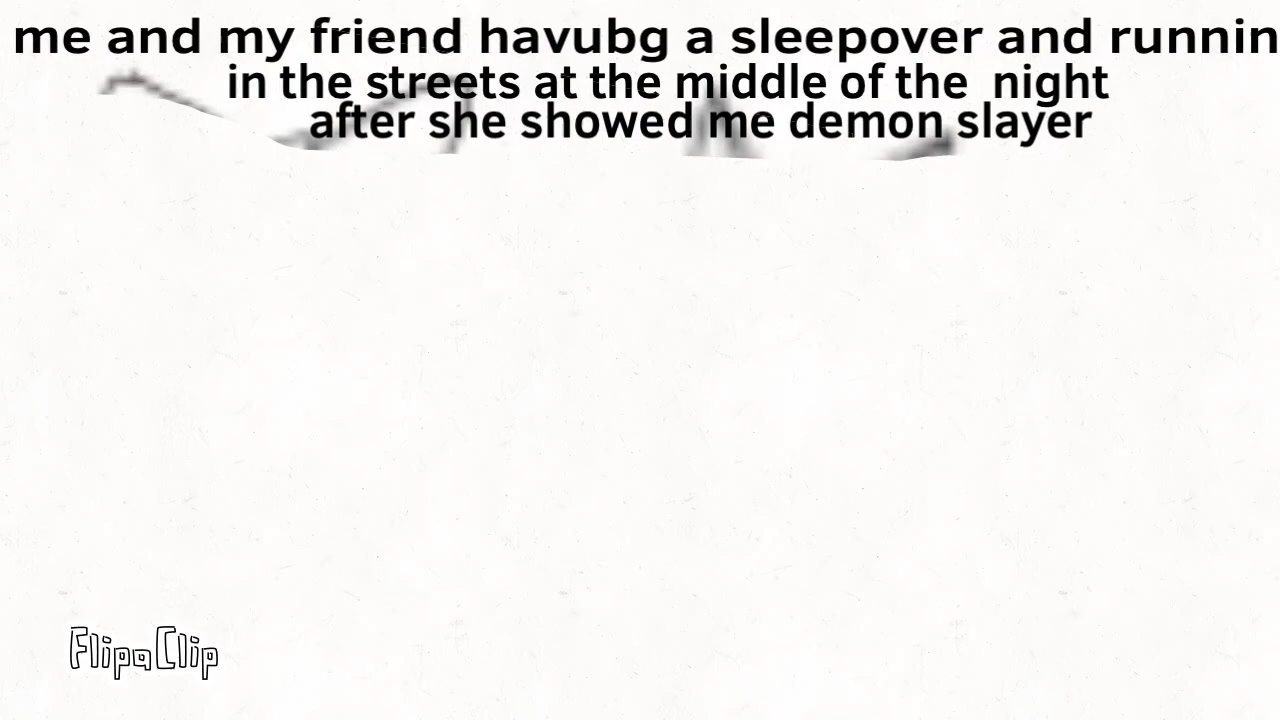 me and my friend havubg a sleepover and runnin
in the streets at the middle of the night
after she showed me demon slayer
FlipaClip